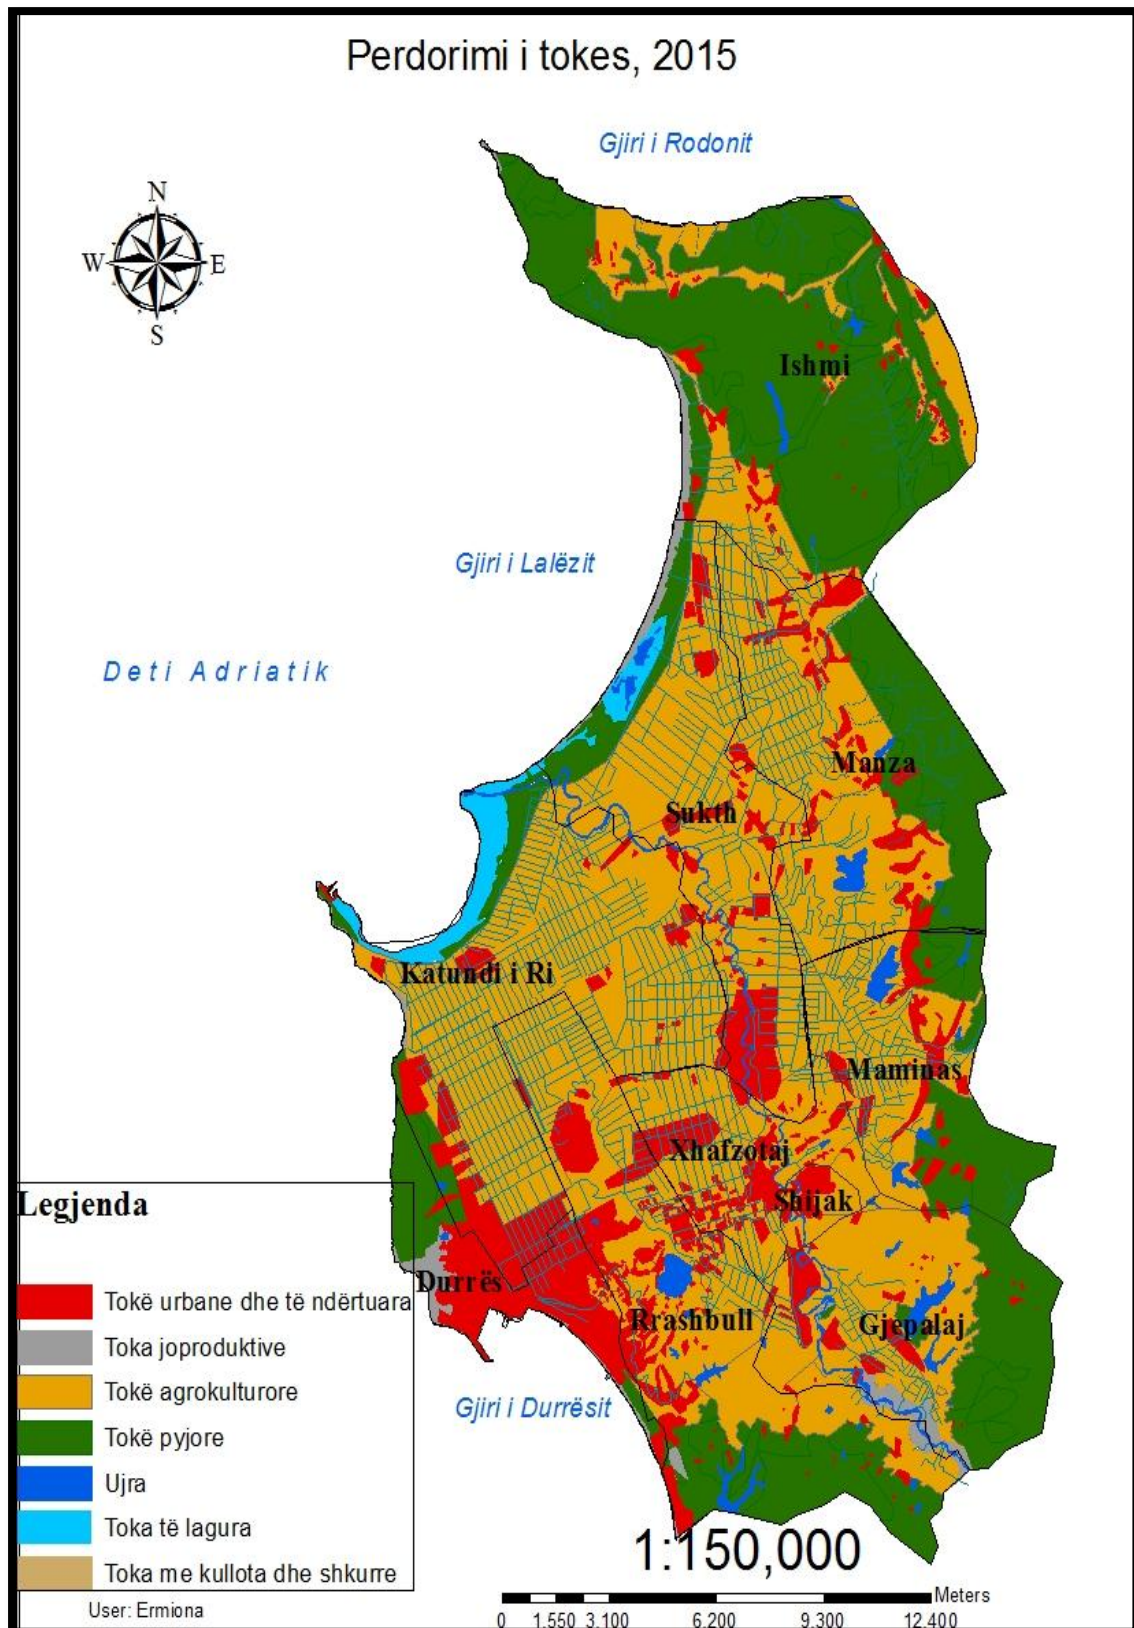 Perdorimi i tokes, 2015
Gjiri i Rodonit
N
W
E
S
Ishmi
Gjiri i Lalëzit
Deti Adriatik
Manza
Sukth
Katundi i Ri
Maminas
Xhafzotaj
Shijak
Durrës
Rrashbull
Gjepalaj
Gjiri i Durrësit
Legjenda
Tokë urbane dhe të ndërtuara
Toka joproduktive
Tokë agrokulturore
Tokë pyjore
Ujra
Toka të lagura
Toka me kullota dhe shkurre
User: Ermiona
1:150,000
Meters
0 1.550 3.100 6.200 9.300 12.400